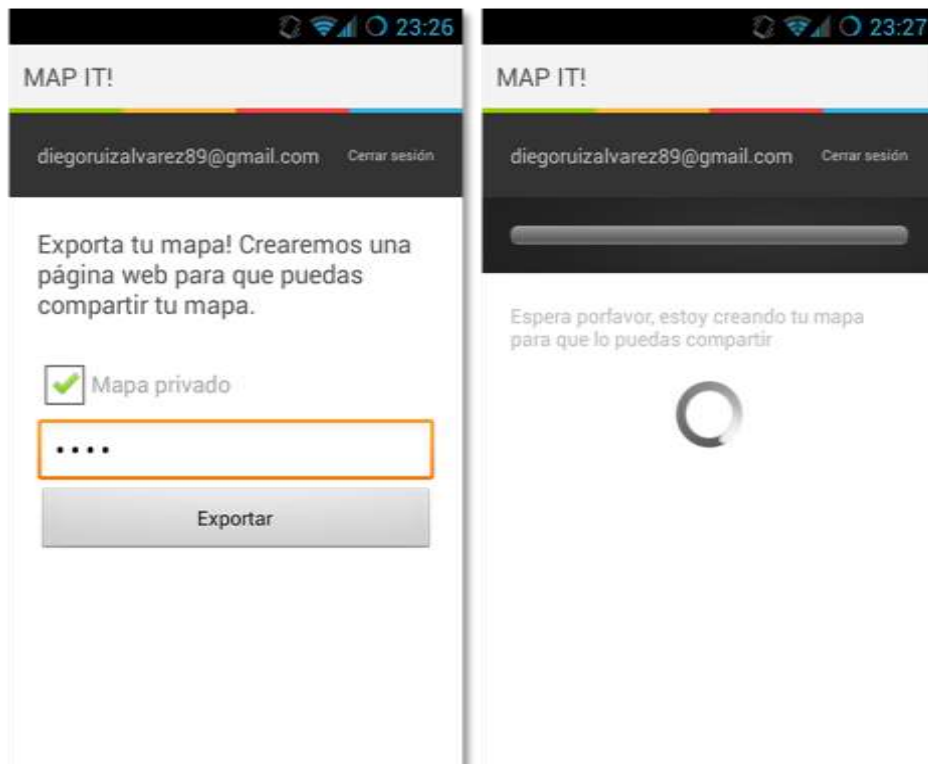 23:26
MAP IT!
diegoruizalvarez89@gmail.com Cerrar sesión
Exporta tu mapa! Crearemos una
página web para que puedas
compartir tu mapa.
Mapa privado
••••
Exportar
23:27
MAP IT!
diegoruizalvarez89@gmail.com Cerrar sesión
Espera porfavor, estoy creando tu mapa
para que lo puedas compartir